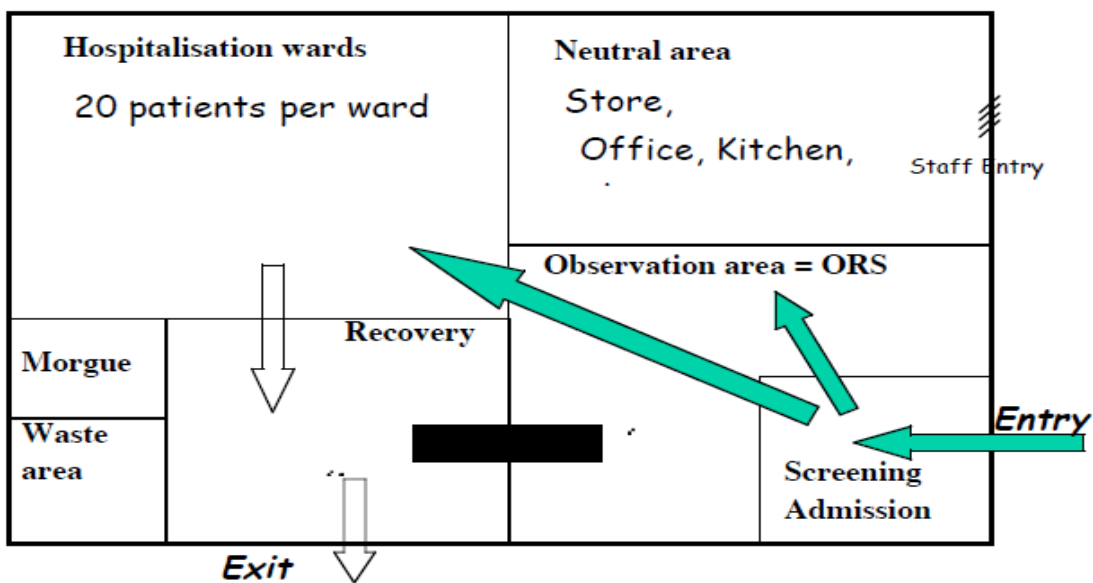 Hospitalisation wards
20 patients per ward
Neutral area
Store,
Office, Kitchen,
Staff Entry
Observation area = ORS
Recovery
Morgue
Waste
area
Entry
Screening
Admission
Exit